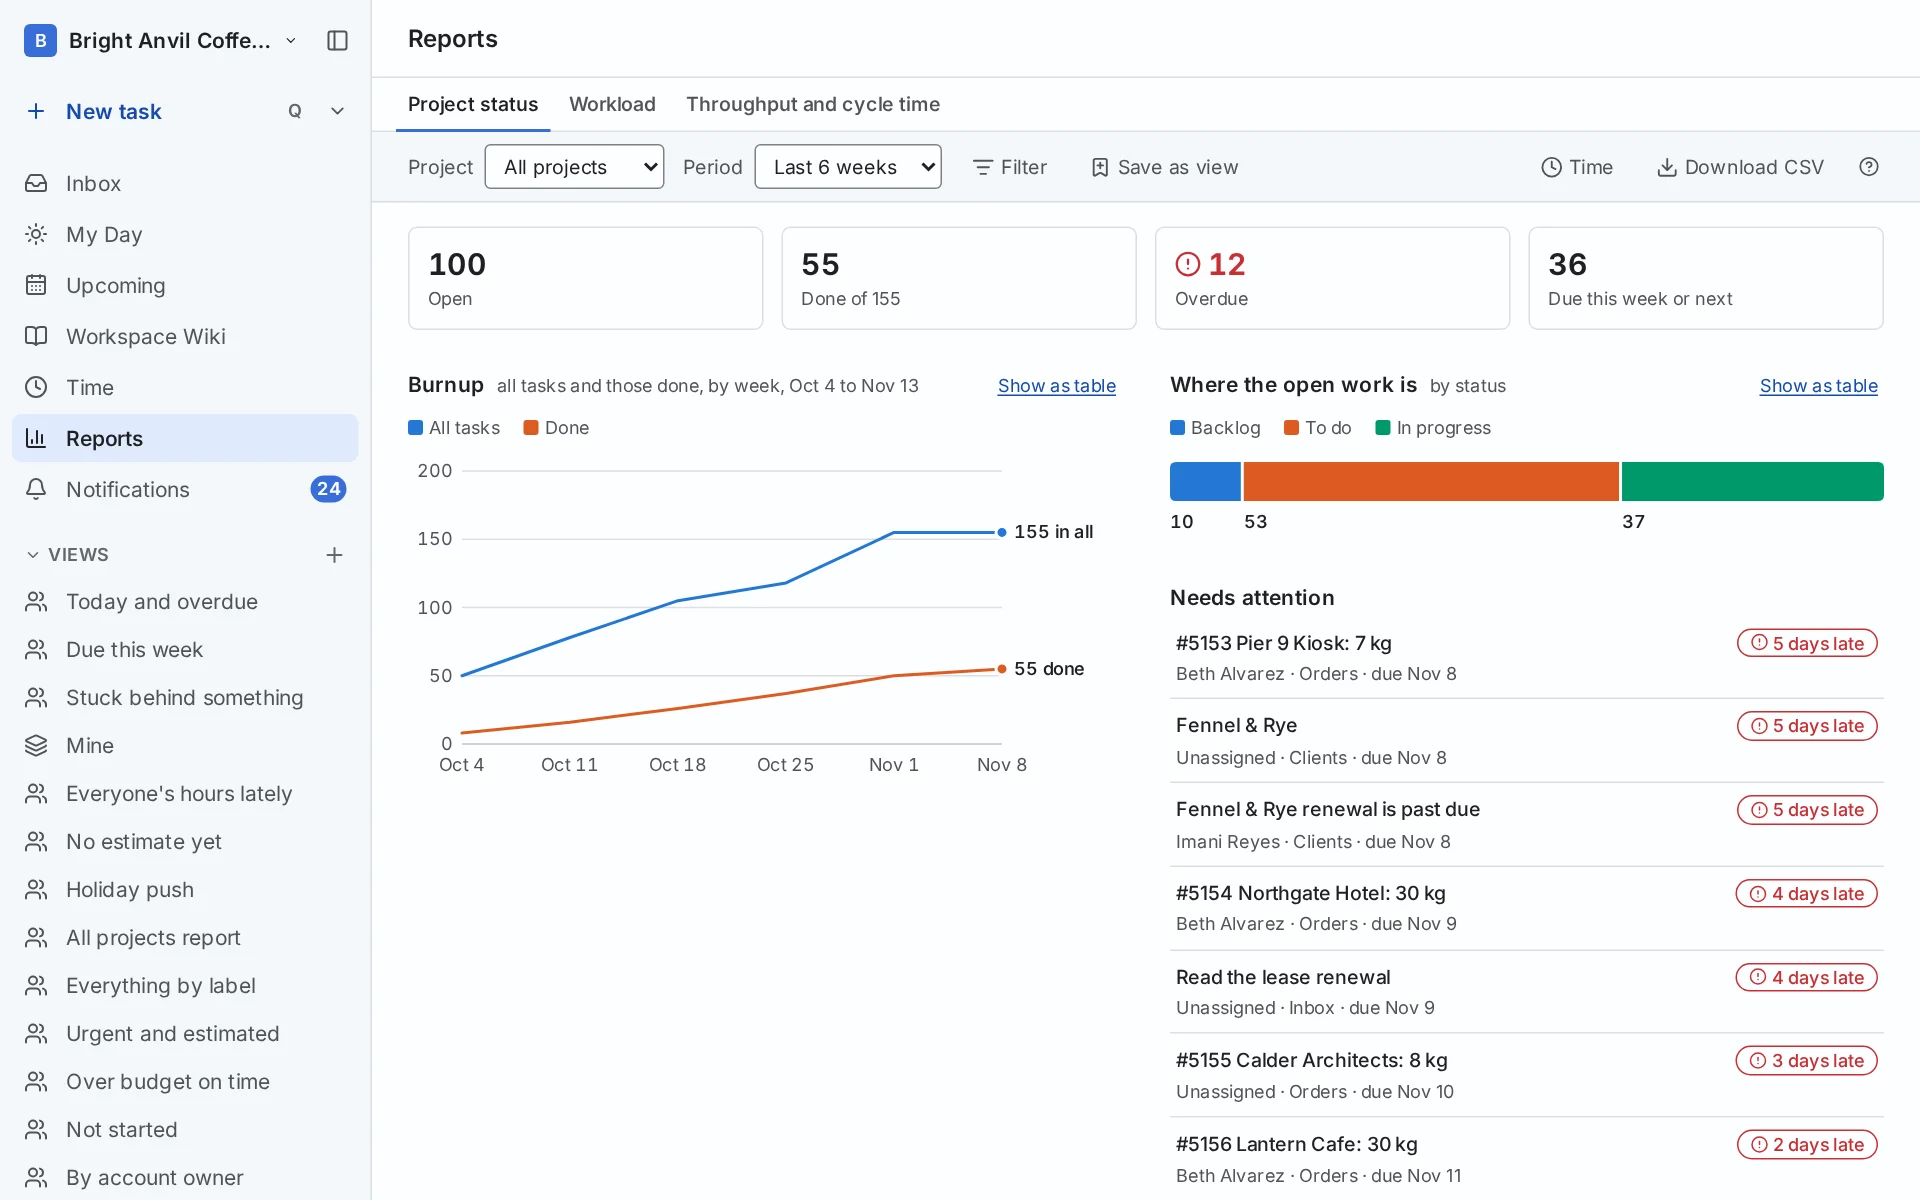 B Bright Anvil Coffe...
New task Q
Inbox
My Day
Upcoming
Workspace Wiki
Time
Reports
Notifications 24
VIEWS
Today and overdue
Due this week
Stuck behind something
Mine
Everyone's hours lately
No estimate yet
Holiday push
All projects report
Everything by label
Urgent and estimated
Over budget on time
Not started
By account owner
Reports
Project status Workload Throughput and cycle time
Project All projects Period Last 6 weeks Filter Save as view Time Download CSV
100
Open
55
Done of 155
12
Overdue
36
Due this week or next
Burnup all tasks and those done, by week, Oct 4 to Nov 13 Show as table
All tasks Done
200
150
100
50
0
155 in all
55 done
Oct 4 Oct 11 Oct 18 Oct 25 Nov 1 Nov 8
Where the open work is by status Show as table
Backlog To do In progress
10 53 37
Needs attention
#5153 Pier 9 Kiosk: 7 kg 5 days late
Beth Alvarez · Orders · due Nov 8
Fennel & Rye 5 days late
Unassigned · Clients · due Nov 8
Fennel & Rye renewal is past due 5 days late
Imani Reyes · Clients · due Nov 8
#5154 Northgate Hotel: 30 kg 4 days late
Beth Alvarez · Orders · due Nov 9
Read the lease renewal 4 days late
Unassigned · Inbox · due Nov 9
#5155 Calder Architects: 8 kg 3 days late
Unassigned · Orders · due Nov 10
#5156 Lantern Cafe: 30 kg 2 days late
Beth Alvarez · Orders · due Nov 11